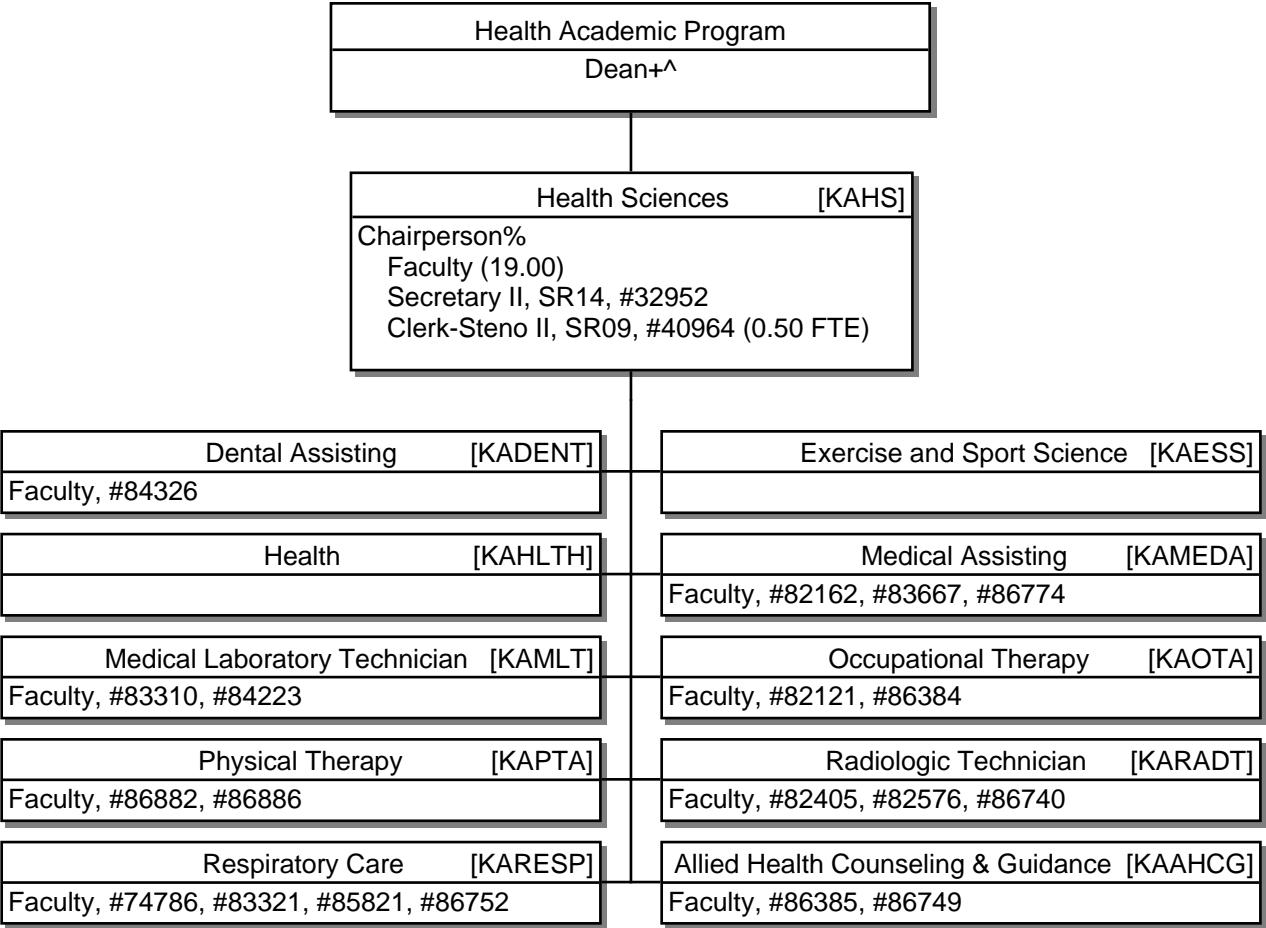 Health Academic Program
Dean+^
Health Sciences [KAHS]
Chairperson%
Faculty (19.00)
Secretary II, SR14, #32952
Clerk-Steno II, SR09, #40964 (0.50 FTE)
Dental Assisting [KADENT]
Faculty, #84326
Exercise and Sport Science [KAESS]
Health [KAHLTH]
Medical Assisting [KAMEDA]
Faculty, #82162, #83667, #86774
Medical Laboratory Technician [KAMLT]
Faculty, #83310, #84223
Occupational Therapy [KAOTA]
Faculty, #82121, #86384
Physical Therapy [KAPTA]
Faculty, #86882, #86886
Radiologic Technician [KARADT]
Faculty, #82405, #82576, #86740
Respiratory Care [KARESP]
Faculty, #74786, #83321, #85821, #86752
Allied Health Counseling & Guidance [KAAHCG]
Faculty, #86385, #86749